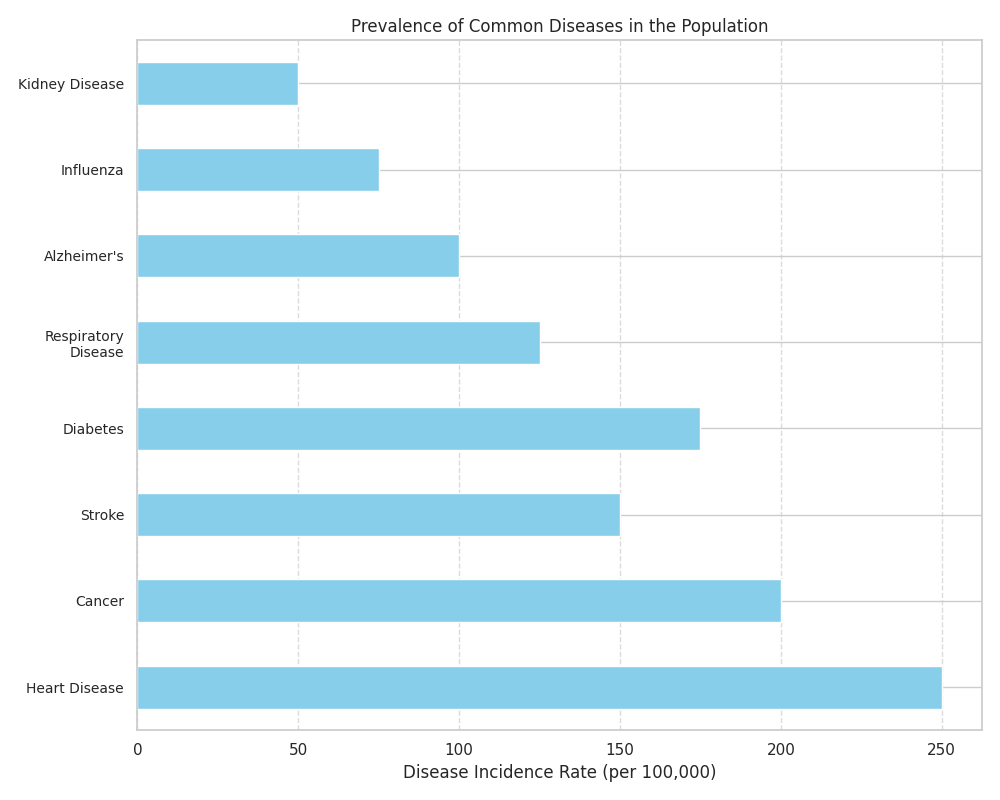 Prevalence of Common Diseases in the Population
Kidney Disease
Influenza
Alzheimer's
Respiratory
Disease
Diabetes
Stroke
Cancer
Heart Disease
0 50 100 150 200 250
Disease Incidence Rate (per 100,000)